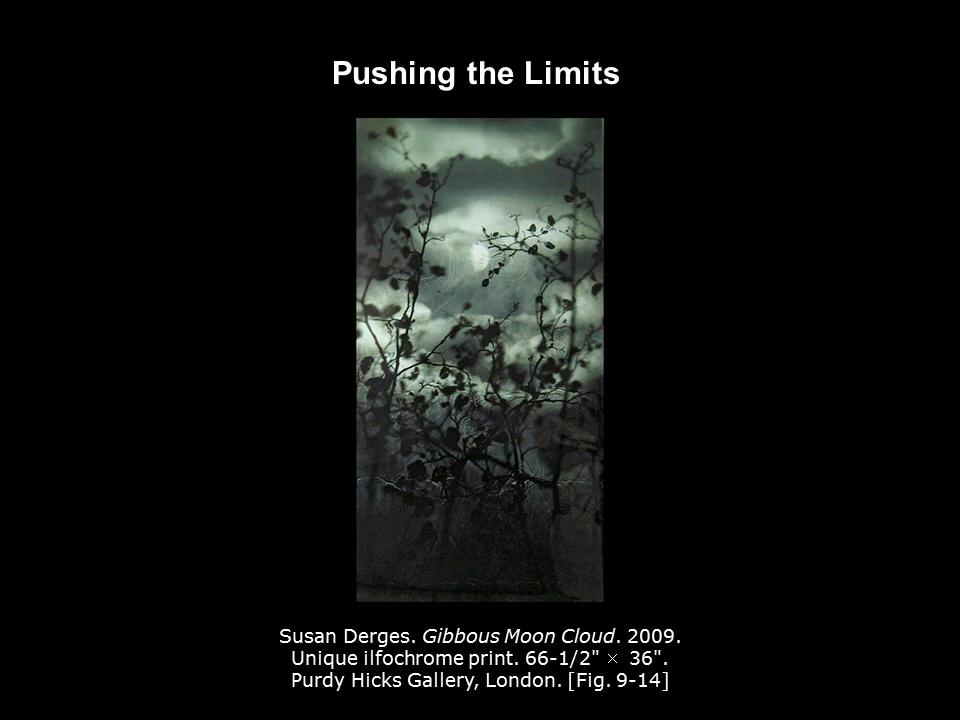 Pushing the Limits
Susan Derges. Gibbous Moon Cloud. 2009.
Unique ilfochrome print. 66-1/2" × 36".
Purdy Hicks Gallery, London. [Fig. 9-14]